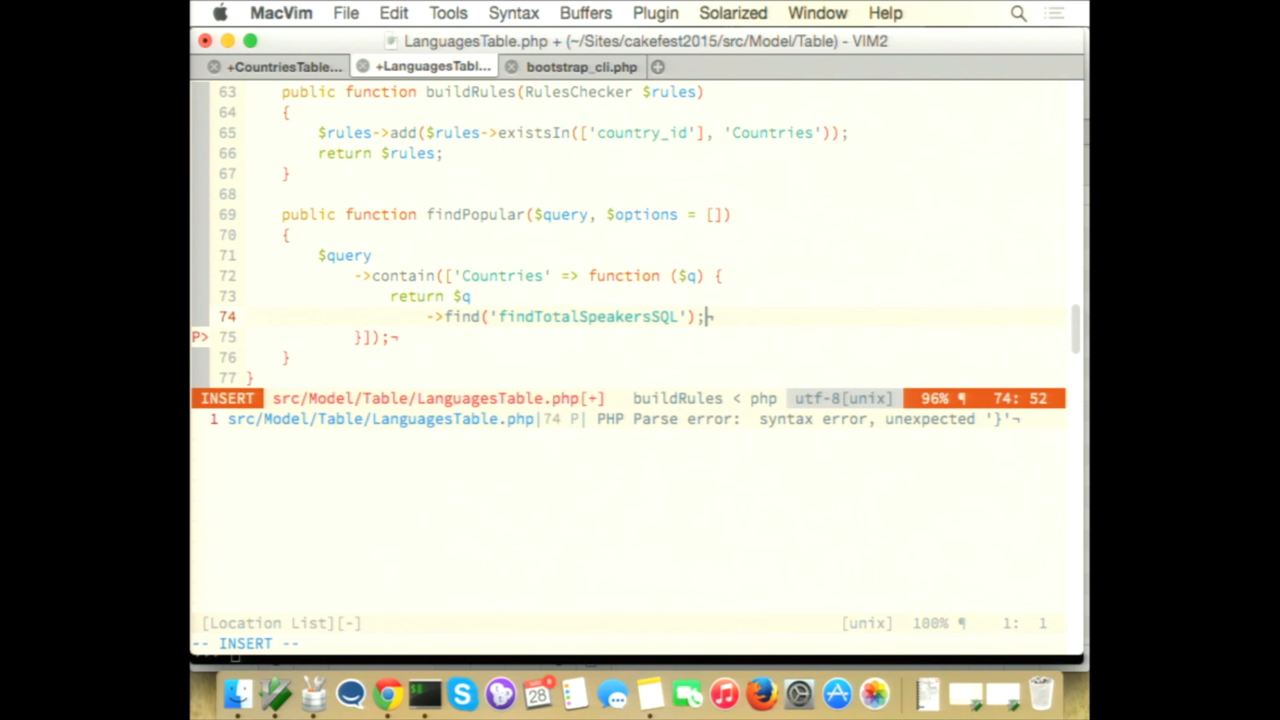 MacVim File Edit Tools Syntax Buffers Plugin Solarized Window Help
LanguagesTable.php + (~/Sites/cakefest2015/src/Model/Table) - VIM2
+CountriesTable... +LanguagesTabl... bootstrap_cli.php
63 public function buildRules(RulesChecker $rules)
64 {
65 $rules->add($rules->existsIn(['country_id'], 'Countries'));
66 return $rules;
67 }
68
69 public function findPopular($query, $options = [])
70 {
71 $query
72 ->contain(['Countries' => function ($q) {
73 return $q
74 ->find('findTotalSpeakersSQL');¬
P> 75 }]);¬
76 }
77 }
INSERT src/Model/Table/LanguagesTable.php[+] buildRules < php utf-8[unix] 96% ¶ 74: 52
1 src/Model/Table/LanguagesTable.php|74 P| PHP Parse error: syntax error, unexpected '}'¬
[Location List][-] [unix] 100% ¶ 1: 1
-- INSERT --
28